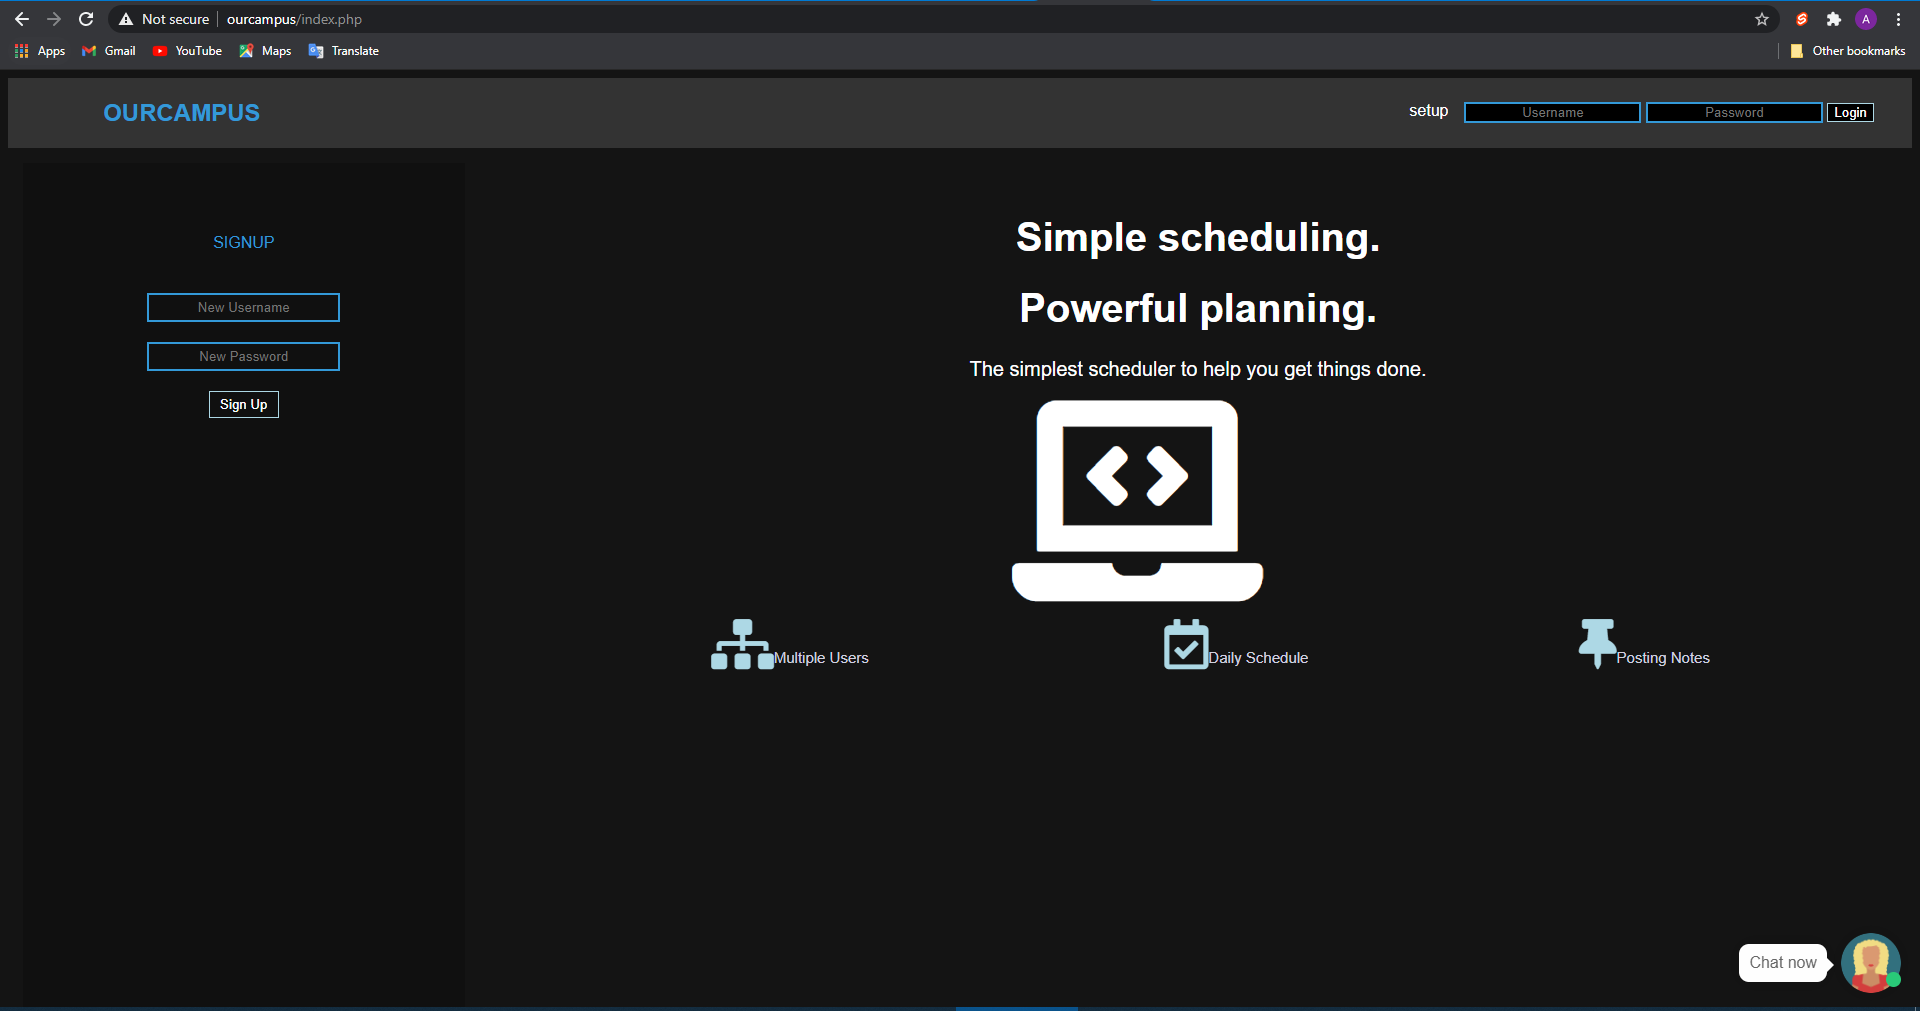 Not secure ourcampus/index.php
A
Apps Gmail YouTube Maps Translate Other bookmarks
OURCAMPUS
setup Username Password Login
SIGNUP
New Username
New Password
Sign Up
Simple scheduling.
Powerful planning.
The simplest scheduler to help you get things done.
Multiple Users Daily Schedule Posting Notes
Chat now